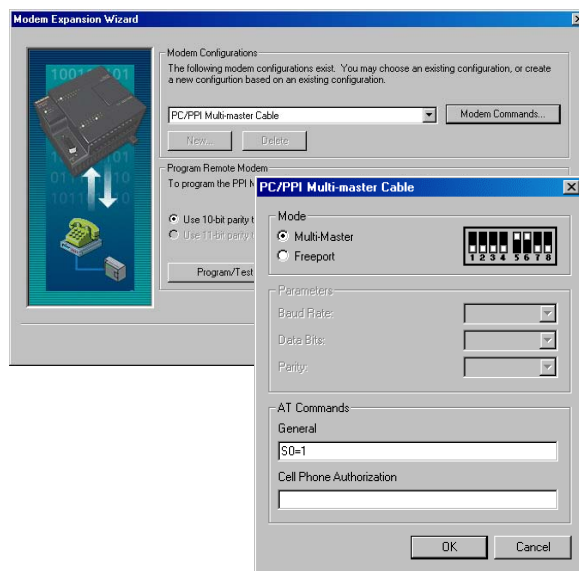 Modem Expansion Wizard
Modem Configurations
The following modem configurations exist. You may choose an existing configuration, or create
a new configurtion based on an existing configuration.
PC/PPI Multi-master Cable
Modem Commands...
New...
Delete
Program Remote Modem
To program the PPI M
Use 10-bit parity t
Use 11-bit parity t
Program/Test
PC/PPI Multi-master Cable
Mode
Multi-Master
Freeport
1 2 3 4 5 6 7 8
Parameters
Baud Rate:
Data Bits:
Parity:
AT Commands
General
S0=1
Cell Phone Authorization
OK
Cancel